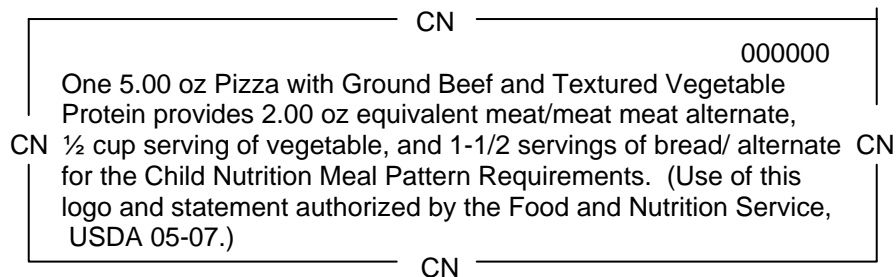 CN
000000
One 5.00 oz Pizza with Ground Beef and Textured Vegetable
Protein provides 2.00 oz equivalent meat/meat meat alternate,
CN ½ cup serving of vegetable, and 1-1/2 servings of bread/ alternate CN
for the Child Nutrition Meal Pattern Requirements. (Use of this
logo and statement authorized by the Food and Nutrition Service,
USDA 05-07.)
CN